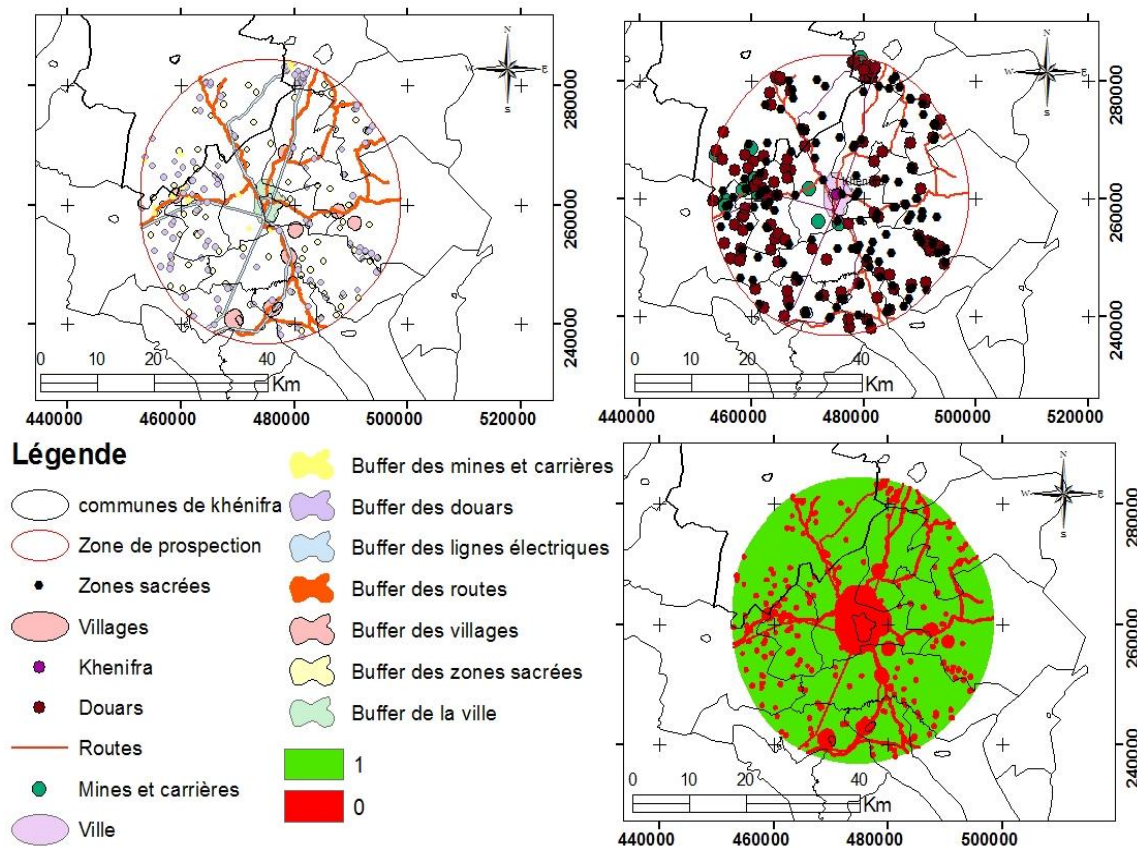 N
W
E
S
280000
260000
240000
0 10 20 40
Km
440000 460000 480000 500000 520000
N
W
E
S
280000
260000
240000
0 10 20 40
Km
440000 460000 480000 500000 520000
Légende
communes de khénifra
Zone de prospection
Zones sacrées
Villages
Khenifra
Douars
Routes
Mines et carrières
Ville
Buffer des mines et carrières
Buffer des douars
Buffer des lignes électriques
Buffer des routes
Buffer des villages
Buffer des zones sacrées
Buffer de la ville
1
0
N
W
E
S
280000
260000
240000
0 10 20 40
Km
440000 460000 480000 500000